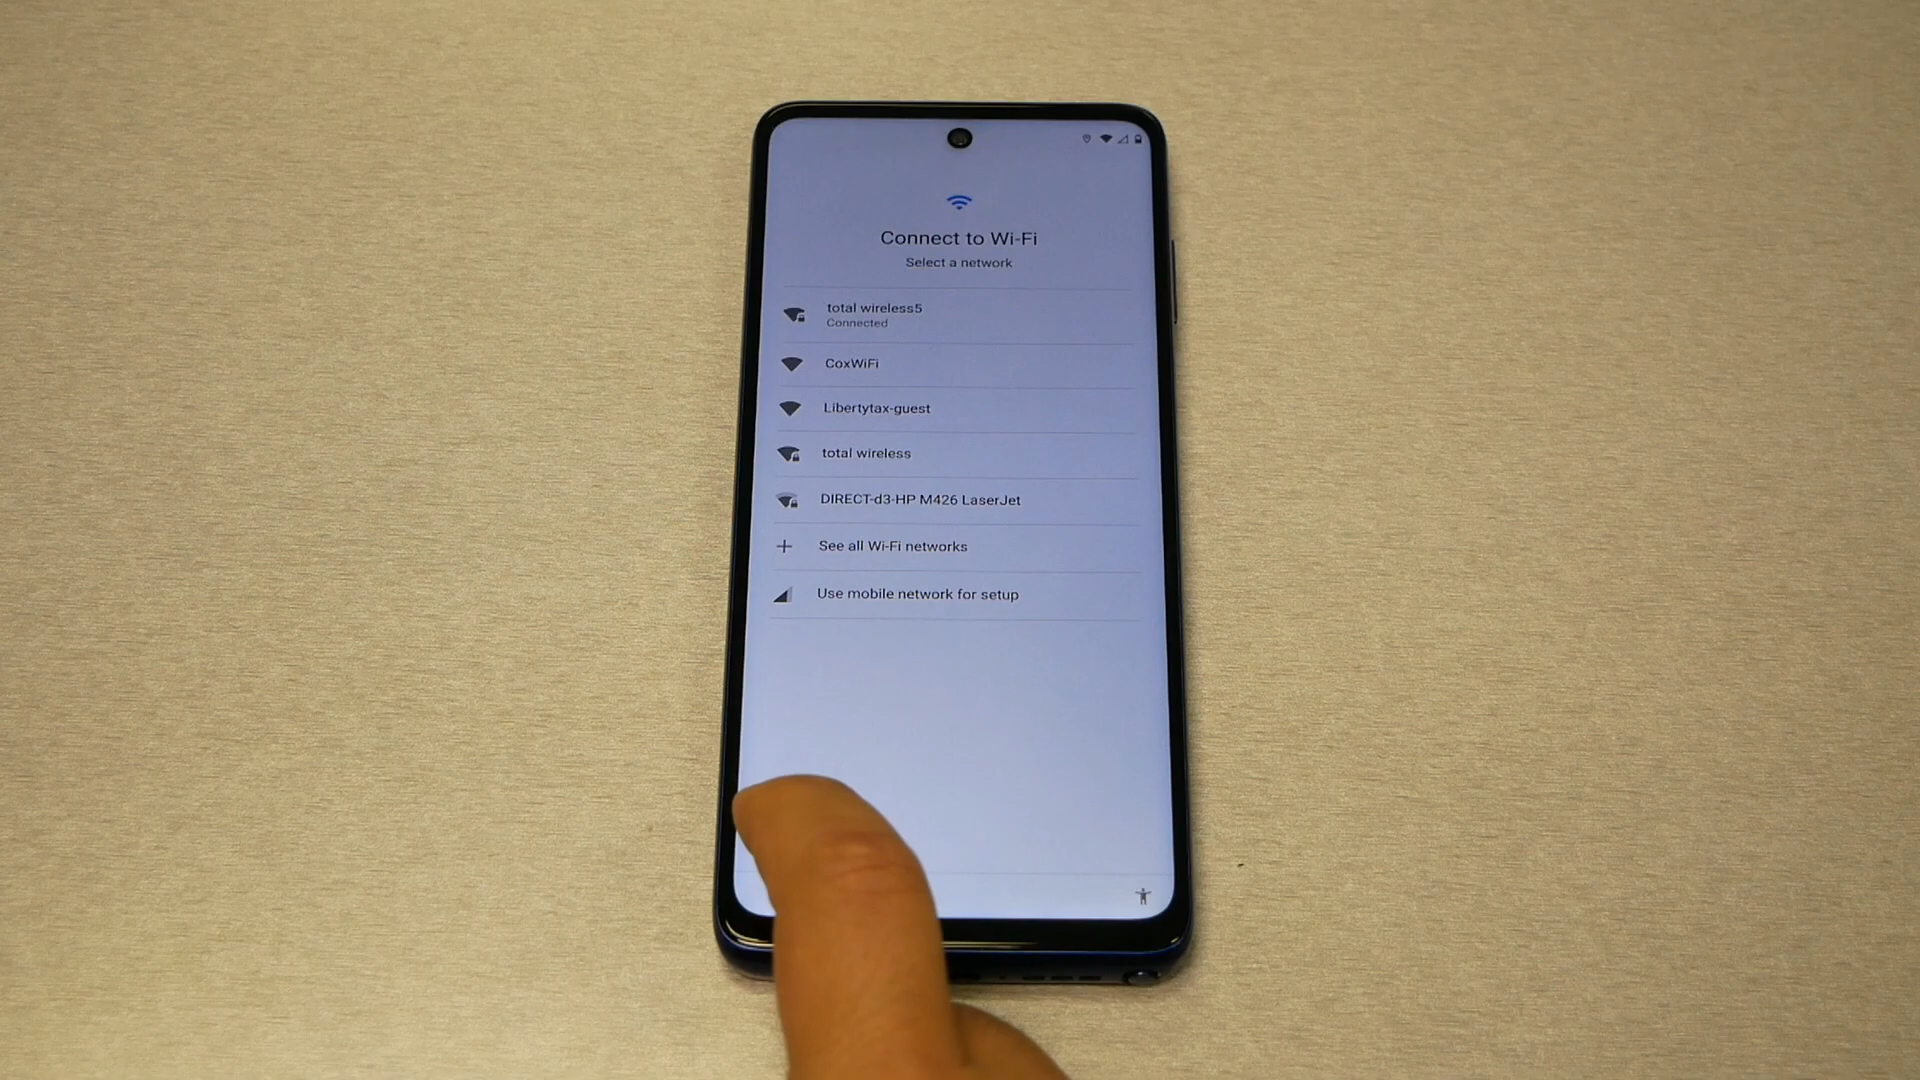 Connect to Wi-Fi
Select a network
total wireless5
Connected
CoxWiFi
Libertytax-guest
total wireless
DIRECT-d3-HP M426 LaserJet
See all Wi-Fi networks
Use mobile network for setup